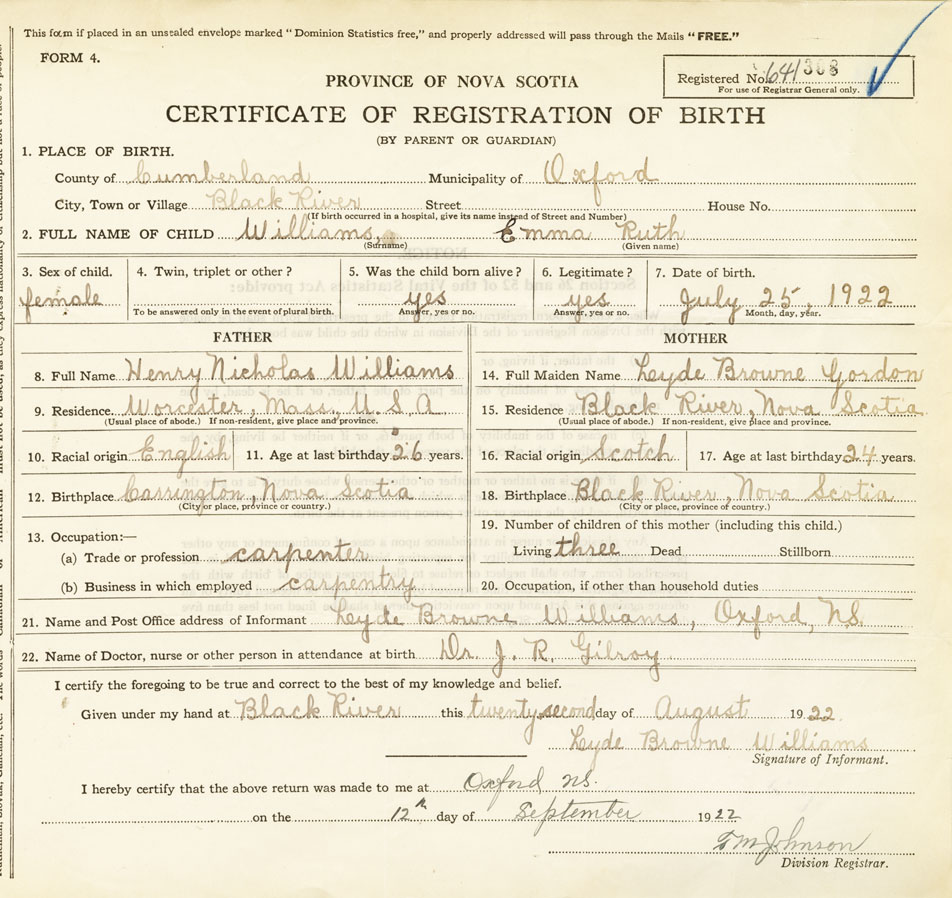 This form if placed in an unsealed envelope marked "Dominion Statistics free," and properly addressed will pass through the Mails "FREE."
FORM 4.
PROVINCE OF NOVA SCOTIA
Registered No. 641308
For use of Registrar General only.
CERTIFICATE OF REGISTRATION OF BIRTH
(BY PARENT OR GUARDIAN)
1. PLACE OF BIRTH.
County of Cumberland Municipality of Oxford
City, Town or Village Black River Street House No.
(If birth occurred in a hospital, give its name instead of Street and Number)
2. FULL NAME OF CHILD Williams, Emma Ruth
(Surname) (Given name)
3. Sex of child. 4. Twin, triplet or other? 5. Was the child born alive? 6. Legitimate? 7. Date of birth.
female yes yes July 25, 1922
To be answered only in the event of plural birth. Answer, yes or no. Answer, yes or no. Month, day, year.
FATHER
8. Full Name Henry Nicholas Williams
9. Residence Worcester, Mass. U.S.A
(Usual place of abode.) If non-resident, give place and province.
10. Racial origin English 11. Age at last birthday 26 years.
12. Birthplace Carrington, Nova Scotia
(City or place, province or country.)
13. Occupation:—
(a) Trade or profession carpenter
(b) Business in which employed carpentry
MOTHER
14. Full Maiden Name Lyde Browne Gordon
15. Residence Black River, Nova Scotia
(Usual place of abode.) If non-resident, give place and province.
16. Racial origin Scotch 17. Age at last birthday 24 years.
18. Birthplace Black River, Nova Scotia
(City or place, province of country.)
19. Number of children of this mother (including this child.)
Living three Dead Stillborn
20. Occupation, if other than household duties
21. Name and Post Office address of Informant Lyde Browne Williams, Oxford, N.S.
22. Name of Doctor, nurse or other person in attendance at birth Dr. J. R. Gilroy
I certify the foregoing to be true and correct to the best of my knowledge and belief.
Given under my hand at Black River this twenty second day of August 1922
Lyde Browne Williams
Signature of Informant.
I hereby certify that the above return was made to me at Oxford NS.
on the 12th day of September 1922
Johnson
Division Registrar.